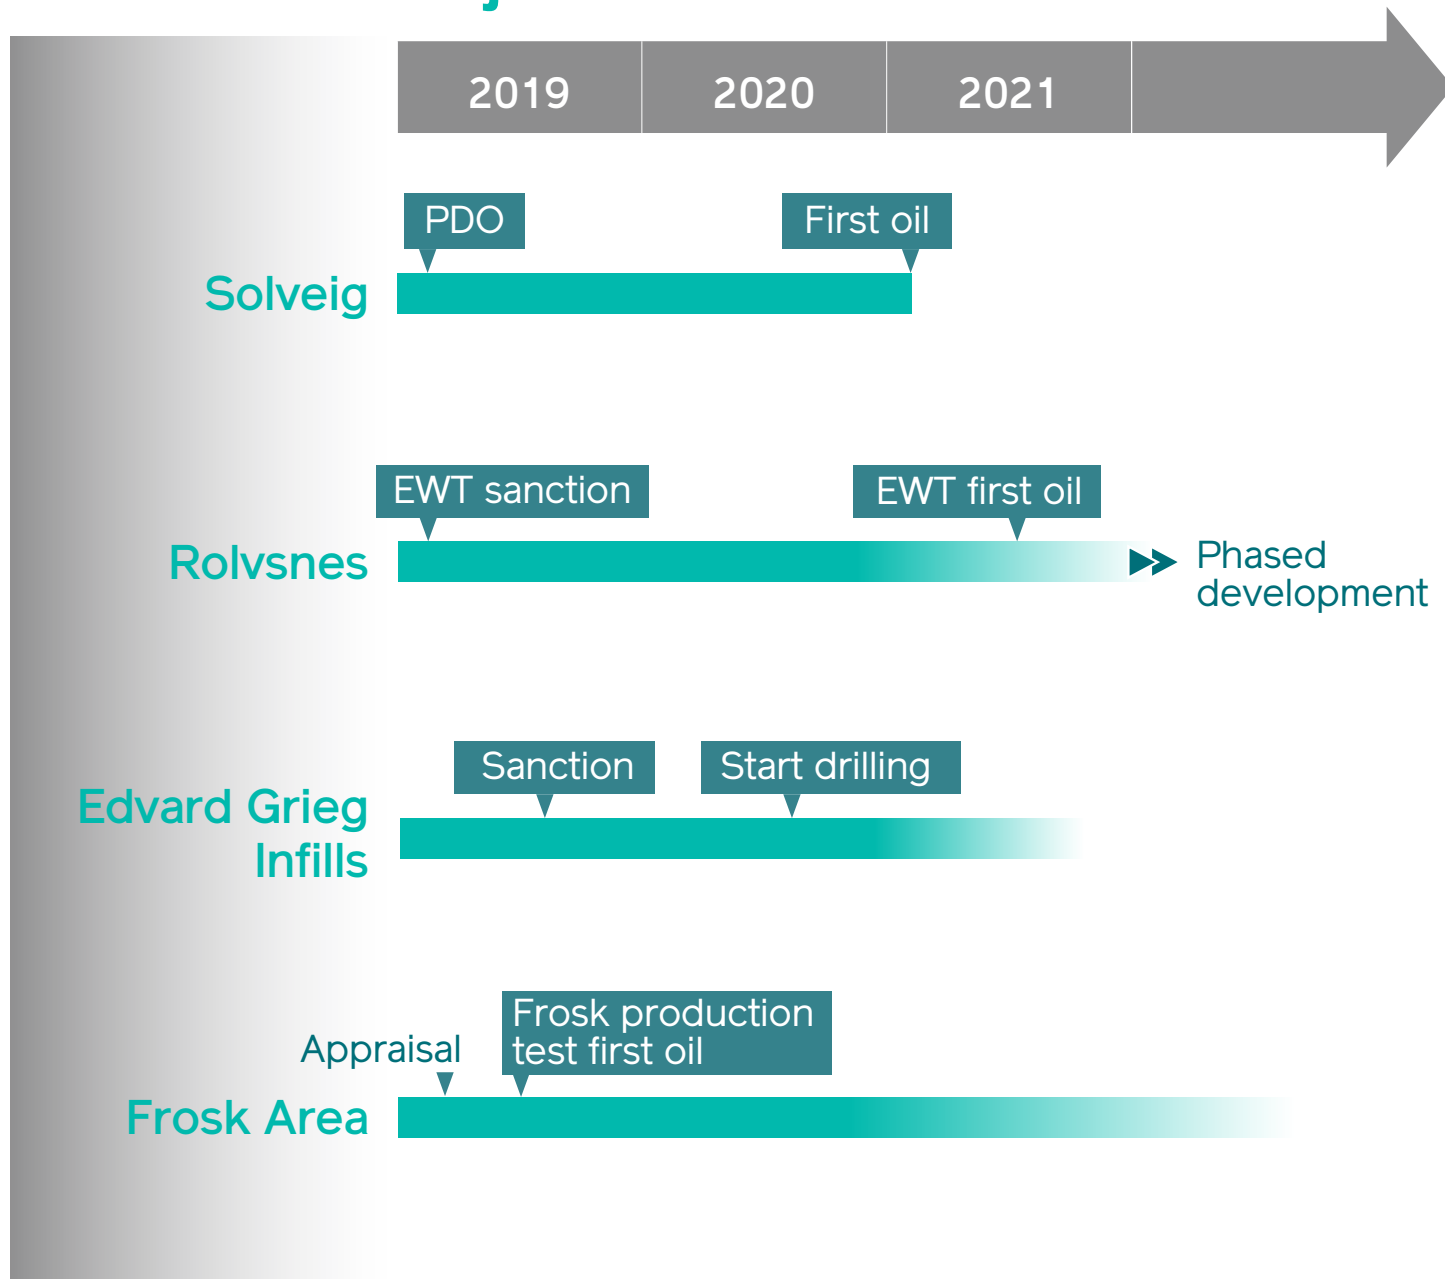 2019 2020 2021
PDO First oil
Solveig
EWT sanction EWT first oil
Rolvsnes
Phased
development
Sanction Start drilling
Edvard Grieg
Infills
Frosk production
test first oil
Appraisal
Frosk Area